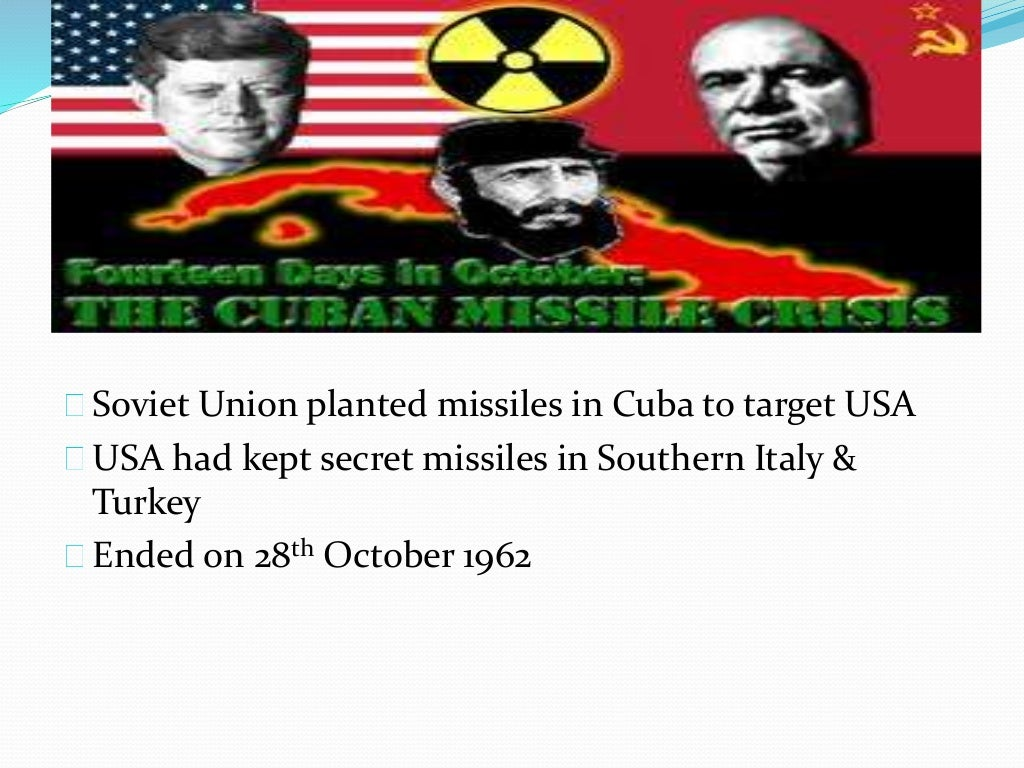 Fourteen Days in October:
THE CUBAN MISSILE CRISIS
Soviet Union planted missiles in Cuba to target USA
USA had kept secret missiles in Southern Italy &
Turkey
Ended on 28th October 1962